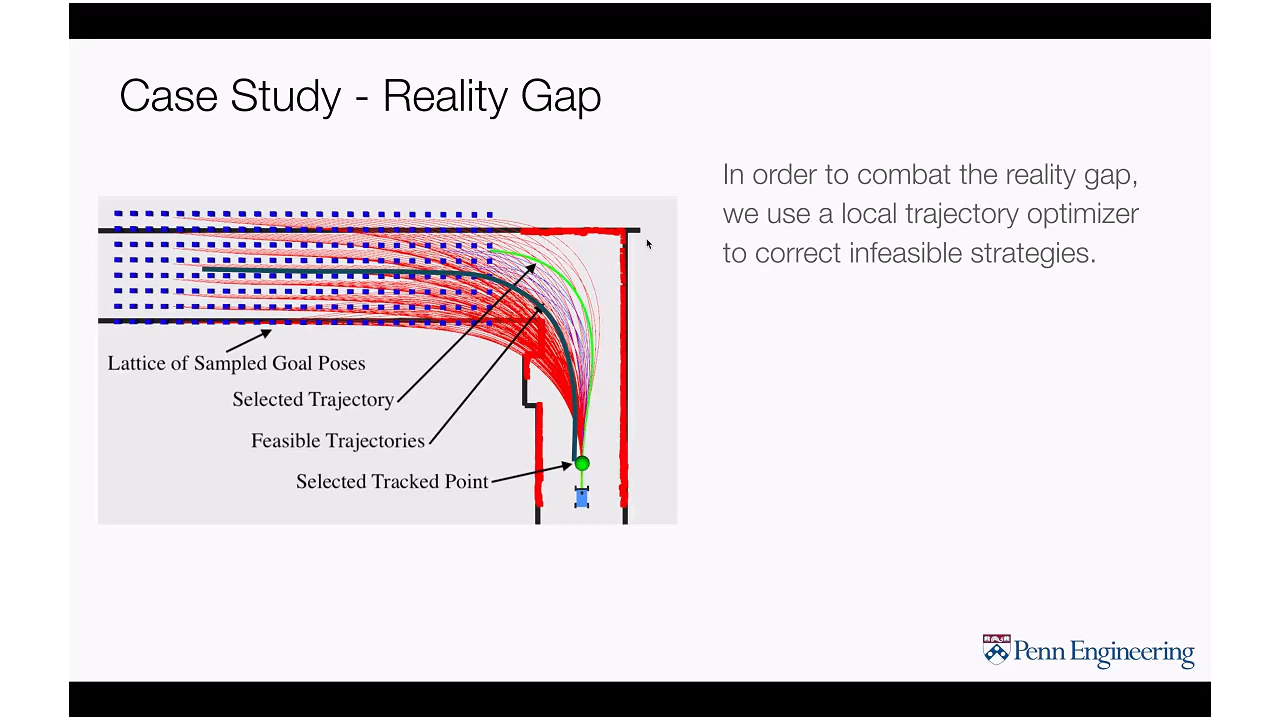 Case Study - Reality Gap
In order to combat the reality gap,
we use a local trajectory optimizer
to correct infeasible strategies.
Lattice of Sampled Goal Poses
Selected Trajectory
Feasible Trajectories
Selected Tracked Point
Penn Engineering